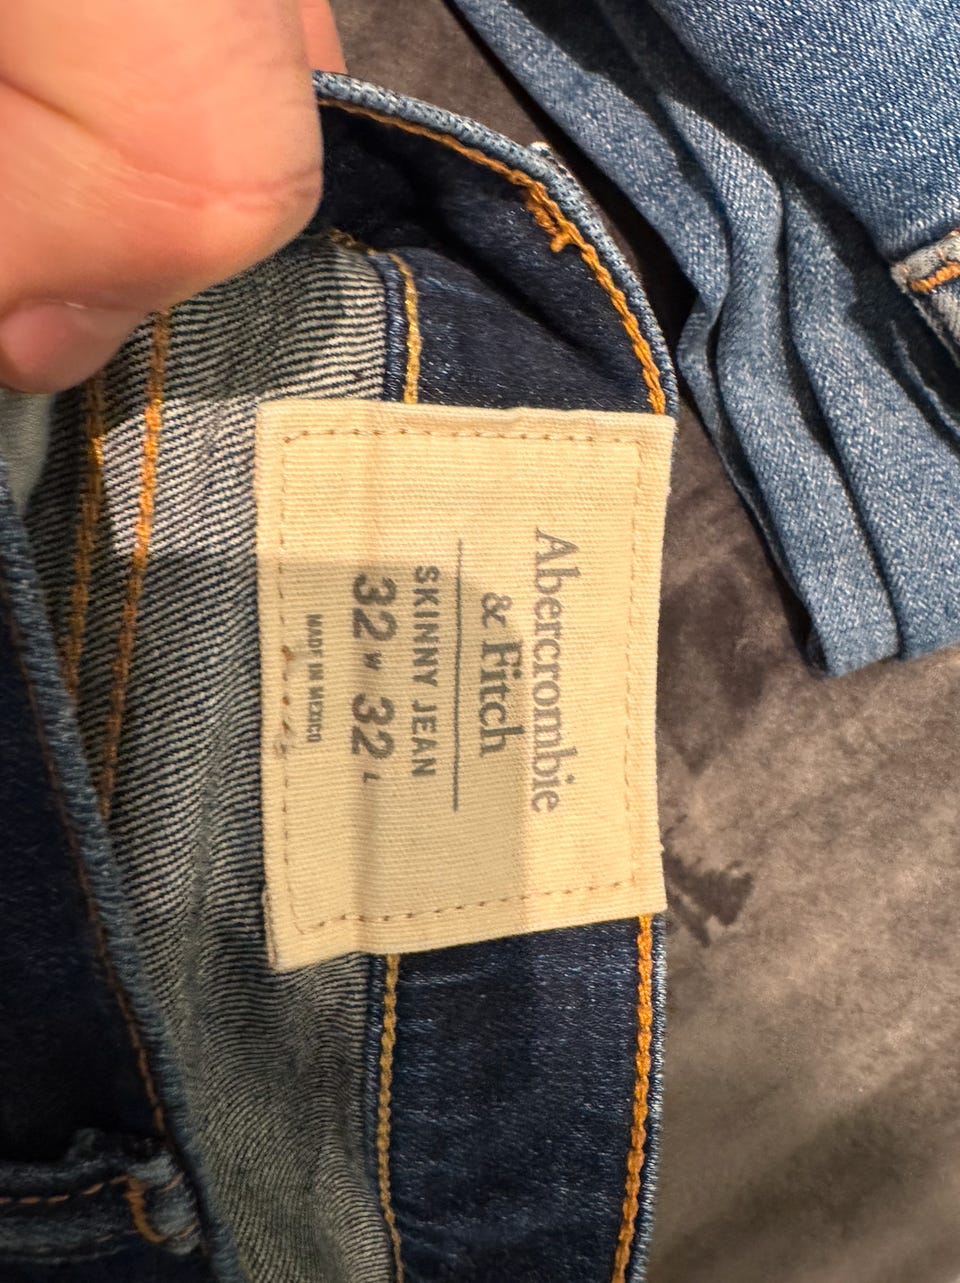 Abercrombie
& Fitch
SKINNY JEAN
32 W 32 L
MADE IN MEXICO